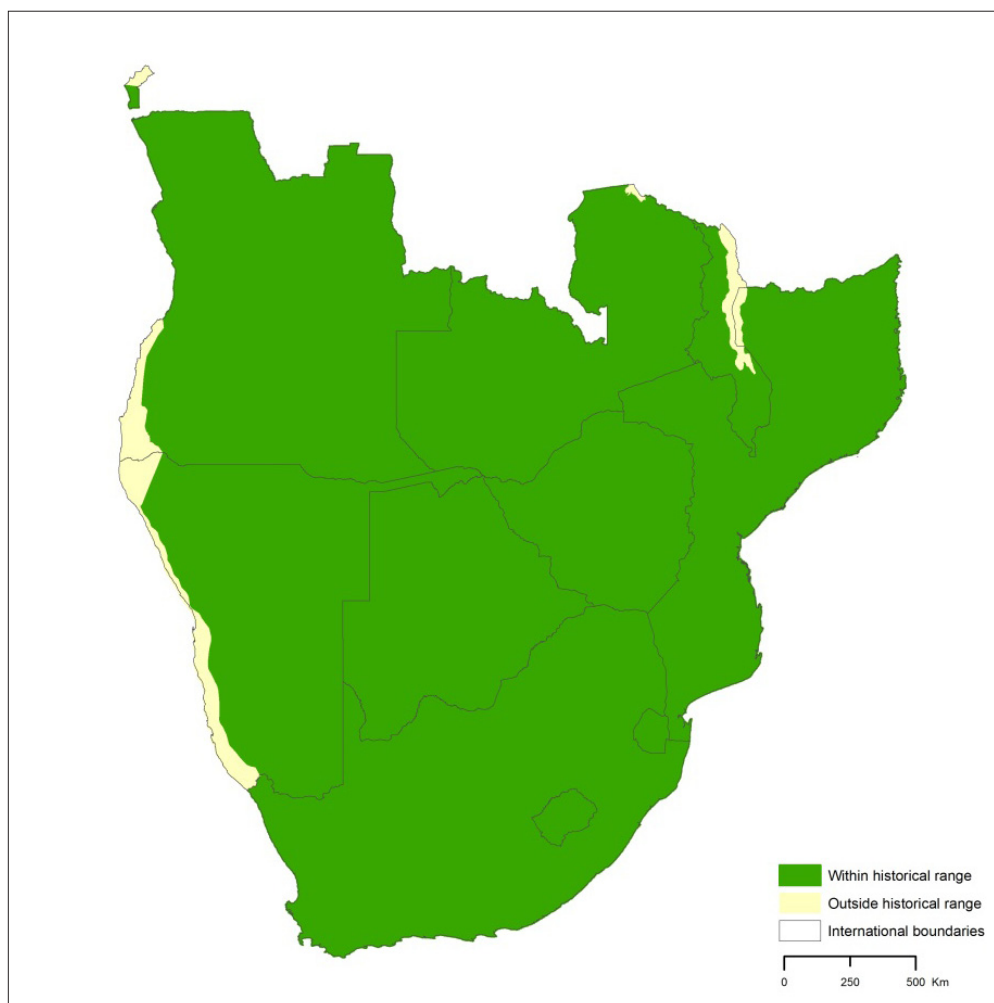 Within historical range
Outside historical range
International boundaries
0 250 500 Km